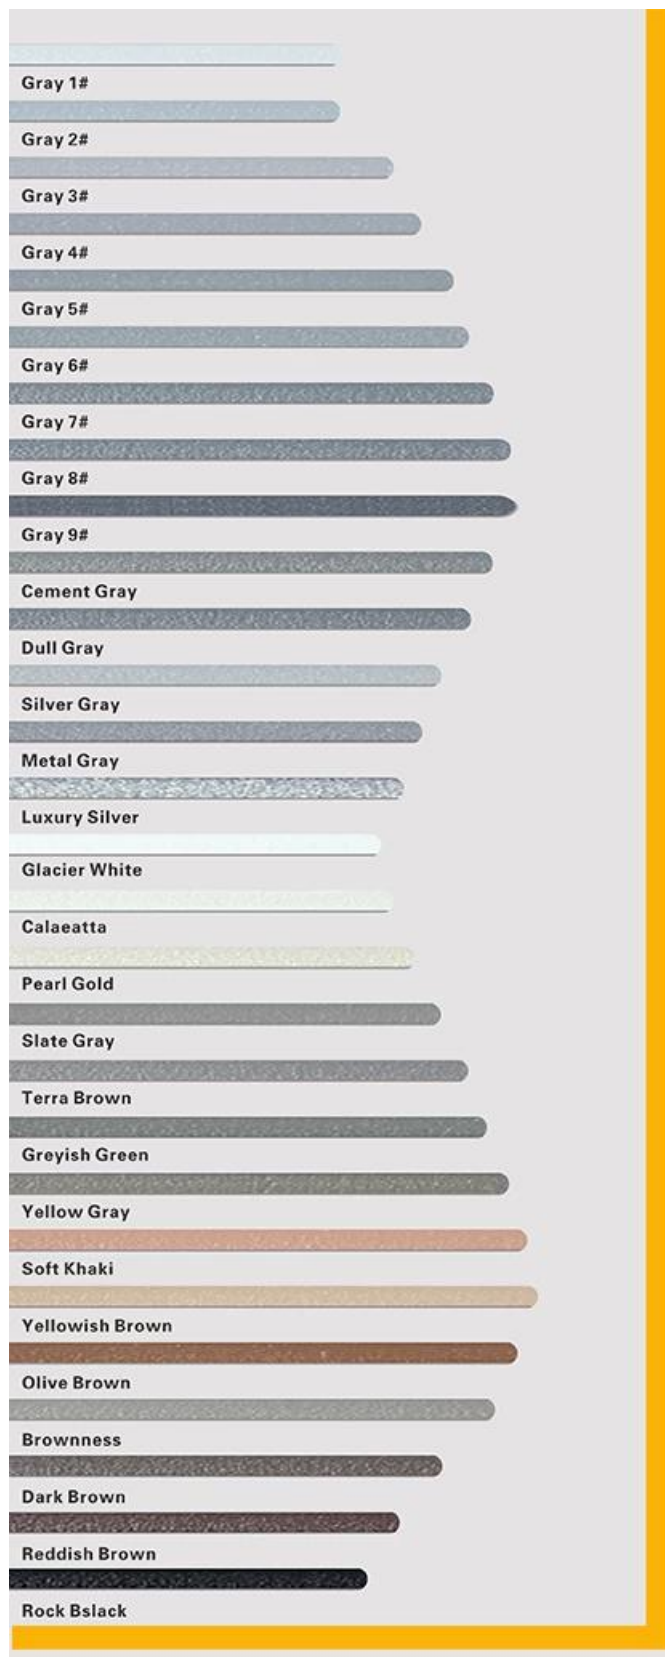 Gray 1#
Gray 2#
Gray 3#
Gray 4#
Gray 5#
Gray 6#
Gray 7#
Gray 8#
Gray 9#
Cement Gray
Dull Gray
Silver Gray
Metal Gray
Luxury Silver
Glacier White
Calaeatta
Pearl Gold
Slate Gray
Terra Brown
Greyish Green
Yellow Gray
Soft Khaki
Yellowish Brown
Olive Brown
Brownness
Dark Brown
Reddish Brown
Rock Bslack